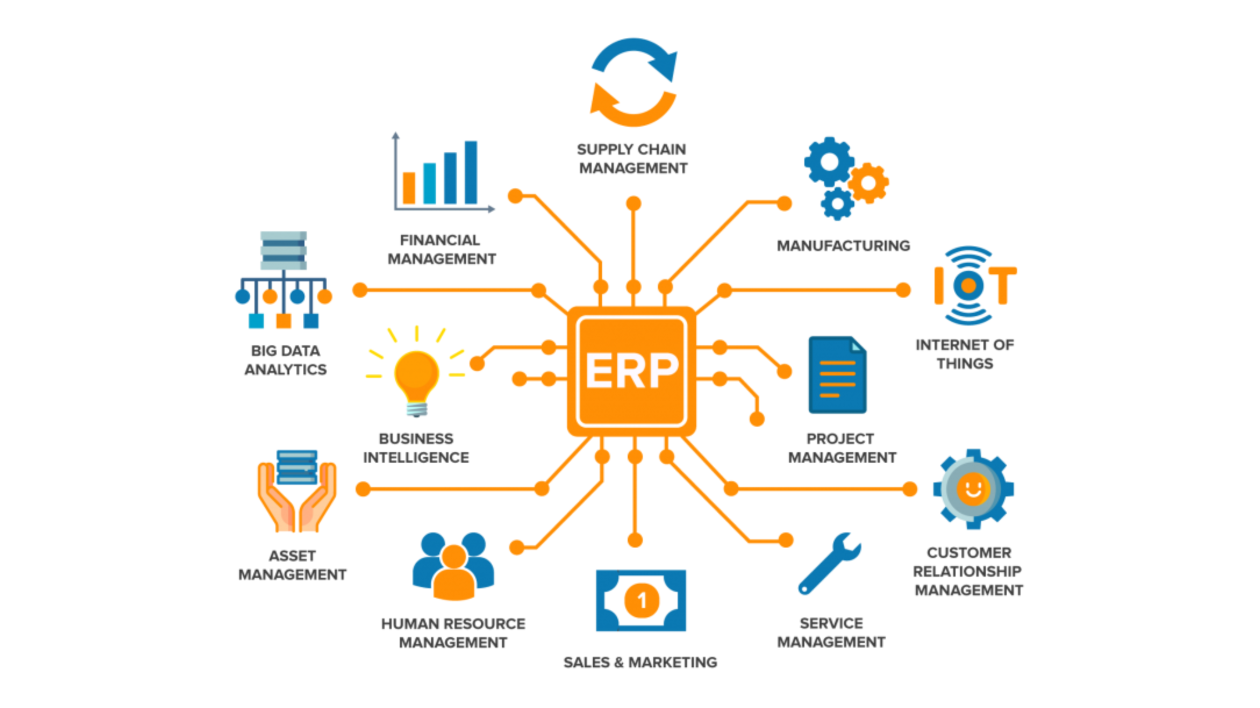 SUPPLY CHAIN
MANAGEMENT
FINANCIAL
MANAGEMENT
MANUFACTURING
BIG DATA
ANALYTICS
IOT
INTERNET OF
THINGS
ERP
BUSINESS
INTELLIGENCE
PROJECT
MANAGEMENT
ASSET
MANAGEMENT
CUSTOMER
RELATIONSHIP
MANAGEMENT
HUMAN RESOURCE
MANAGEMENT
1
SALES & MARKETING
SERVICE
MANAGEMENT